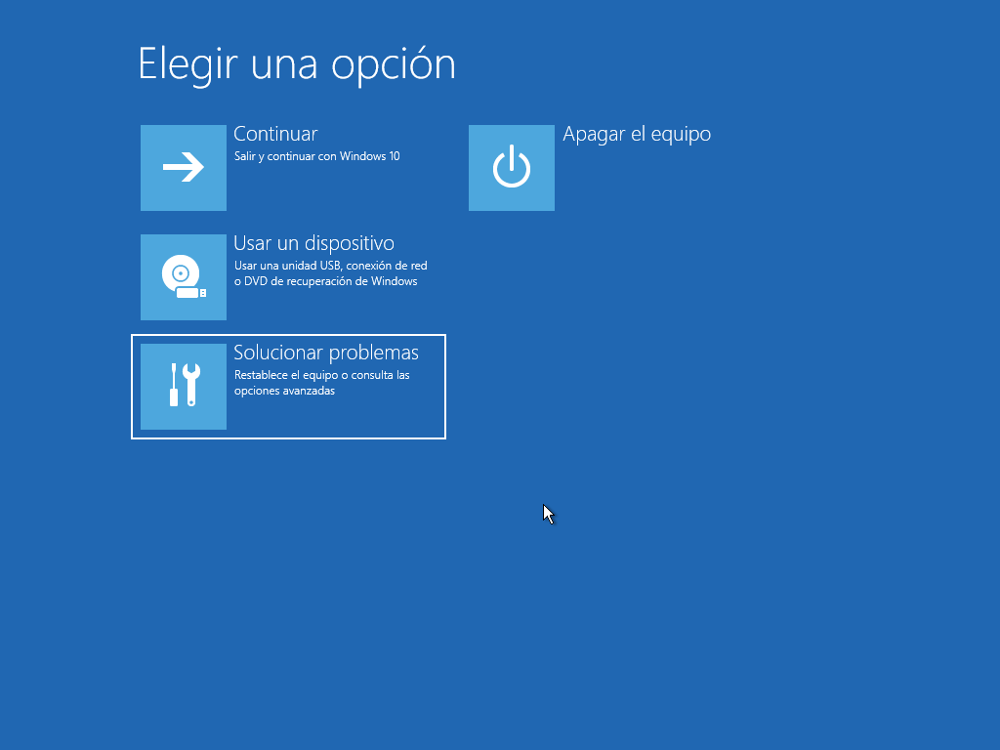 Elegir una opción
Continuar
Salir y continuar con Windows 10
Usar un dispositivo
Usar una unidad USB, conexión de red
o DVD de recuperación de Windows
Solucionar problemas
Restablece el equipo o consulta las
opciones avanzadas
Apagar el equipo